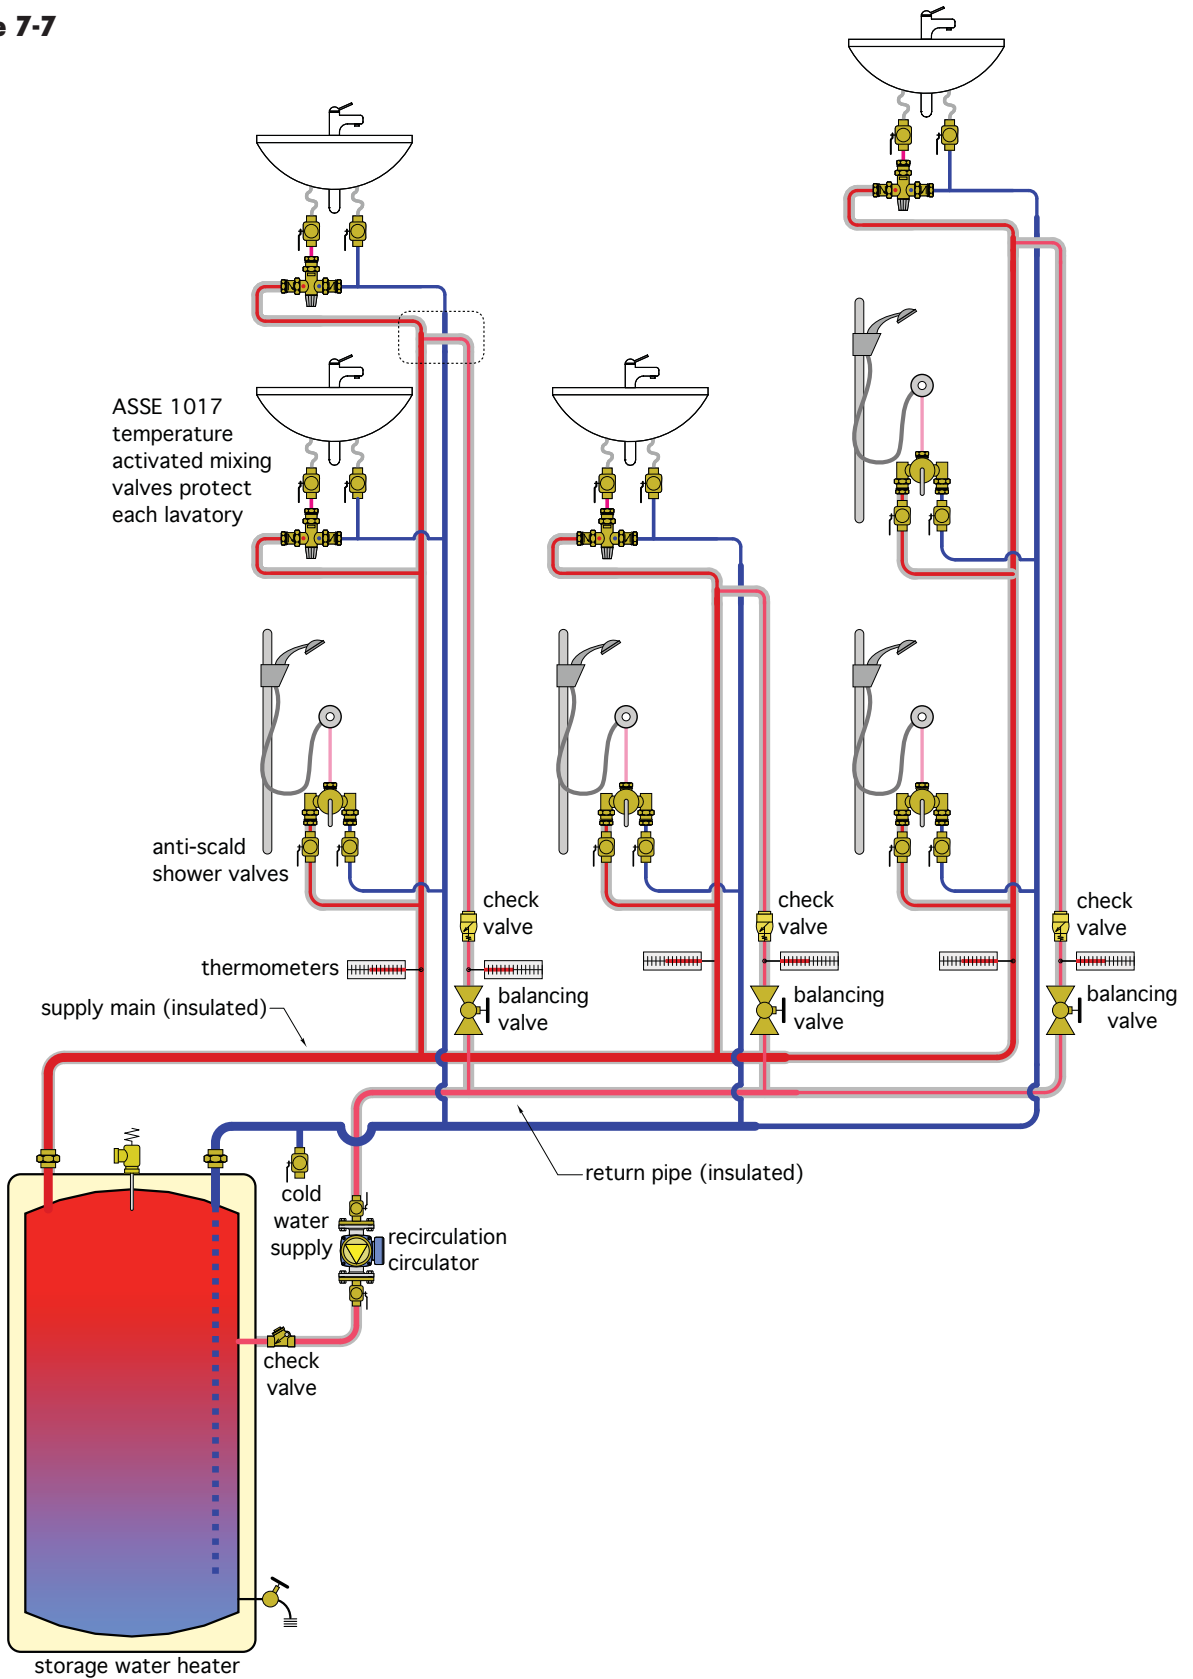 e 7-7
ASSE 1017
temperature
activated mixing
valves protect
each lavatory
anti-scald
shower valves
check
valve
check
valve
check
valve
thermometers
balancing
valve
balancing
valve
balancing
valve
supply main (insulated)
return pipe (insulated)
cold
water
supply
recirculation
circulator
check
valve
storage water heater